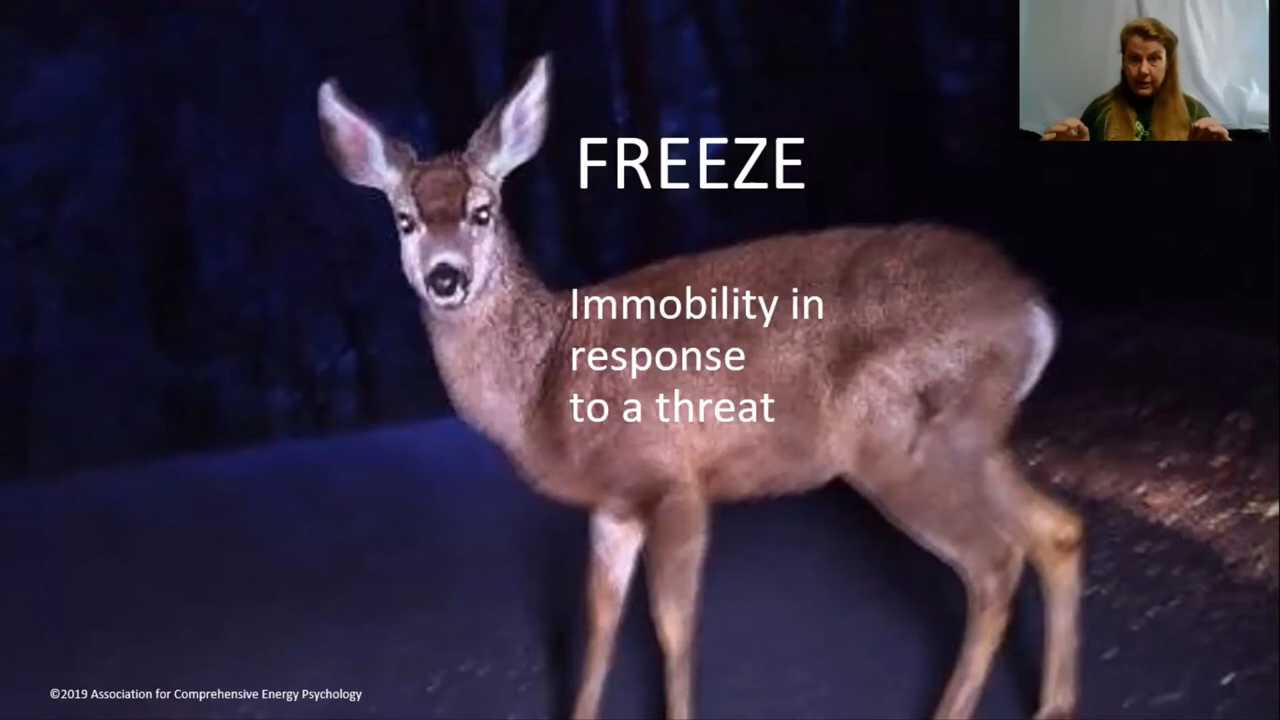 FREEZE
Immobility in
response
to a threat
©2019 Association for Comprehensive Energy Psychology